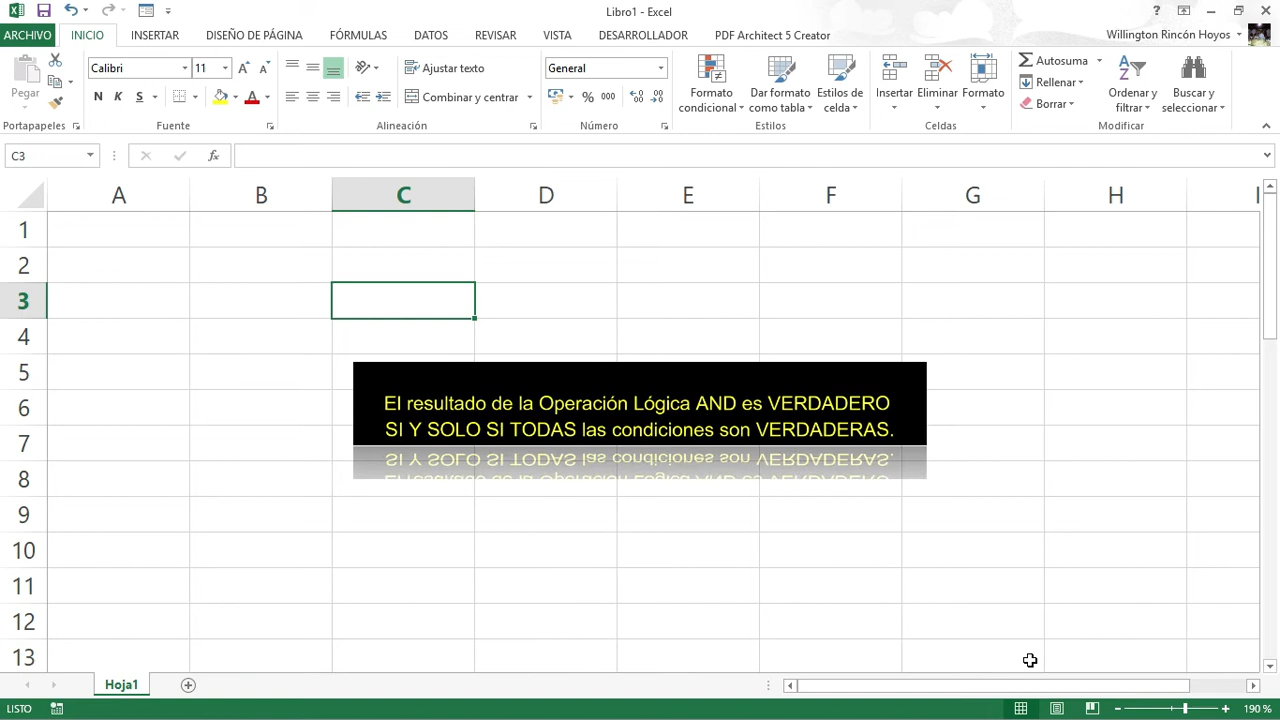 Libro1 - Excel
ARCHIVO INICIO INSERTAR DISEÑO DE PÁGINA FÓRMULAS DATOS REVISAR VISTA DESARROLLADOR PDF Architect 5 Creator Willington Rincón Hoyos
Pegar
Portapapeles
Calibri 11
N K S
Fuente
Ajustar texto
Combinar y centrar
Alineación
General
% 000
Número
Formato condicional
Dar formato como tabla
Estilos de celda
Estilos
Insertar Eliminar Formato
Celdas
Autosuma
Rellenar
Borrar
Ordenar y filtrar
Buscar y seleccionar
Modificar
C3
A B C D E F G H I
1
2
3
4
5
6
7
8
9
10
11
12
13
El resultado de la Operación Lógica AND es VERDADERO
SI Y SOLO SI TODAS las condiciones son VERDADERAS.
Hoja1
LISTO 190 %